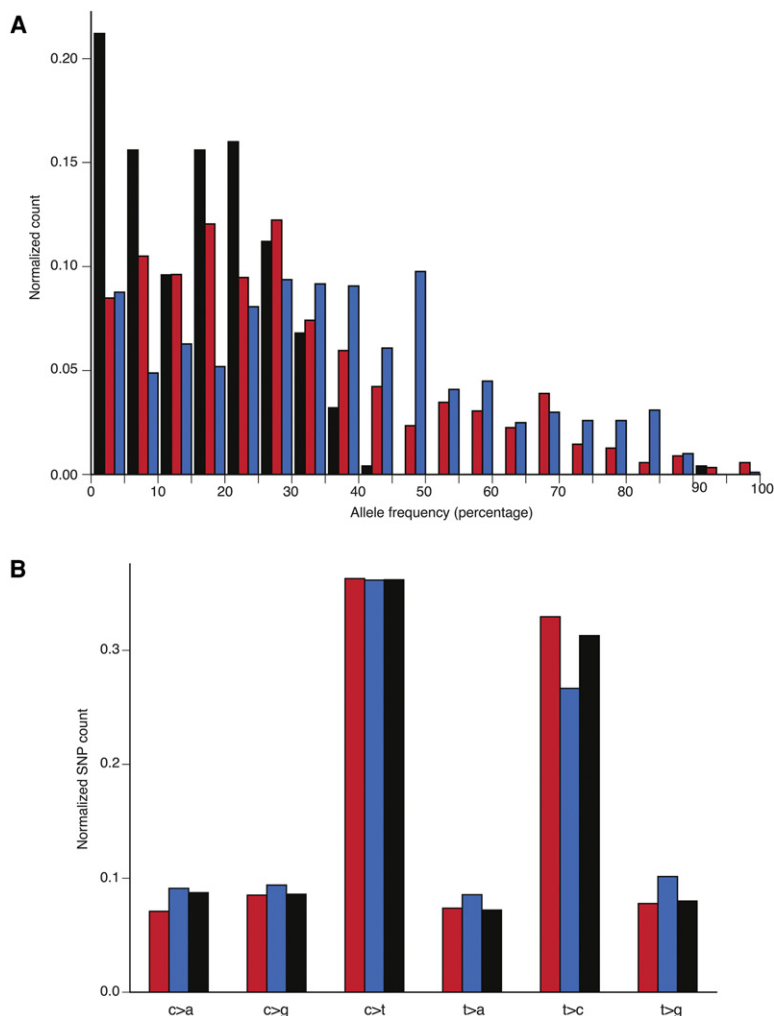 A
0.20
0.15
0.10
0.05
0.00
Normalized count
0 10 20 30 40 50 60 70 80 90 100
Allele frequency (percentage)
B
0.3
0.2
0.1
0.0
Normalized SNP count
c>a c>g c>t t>a t>c t>g